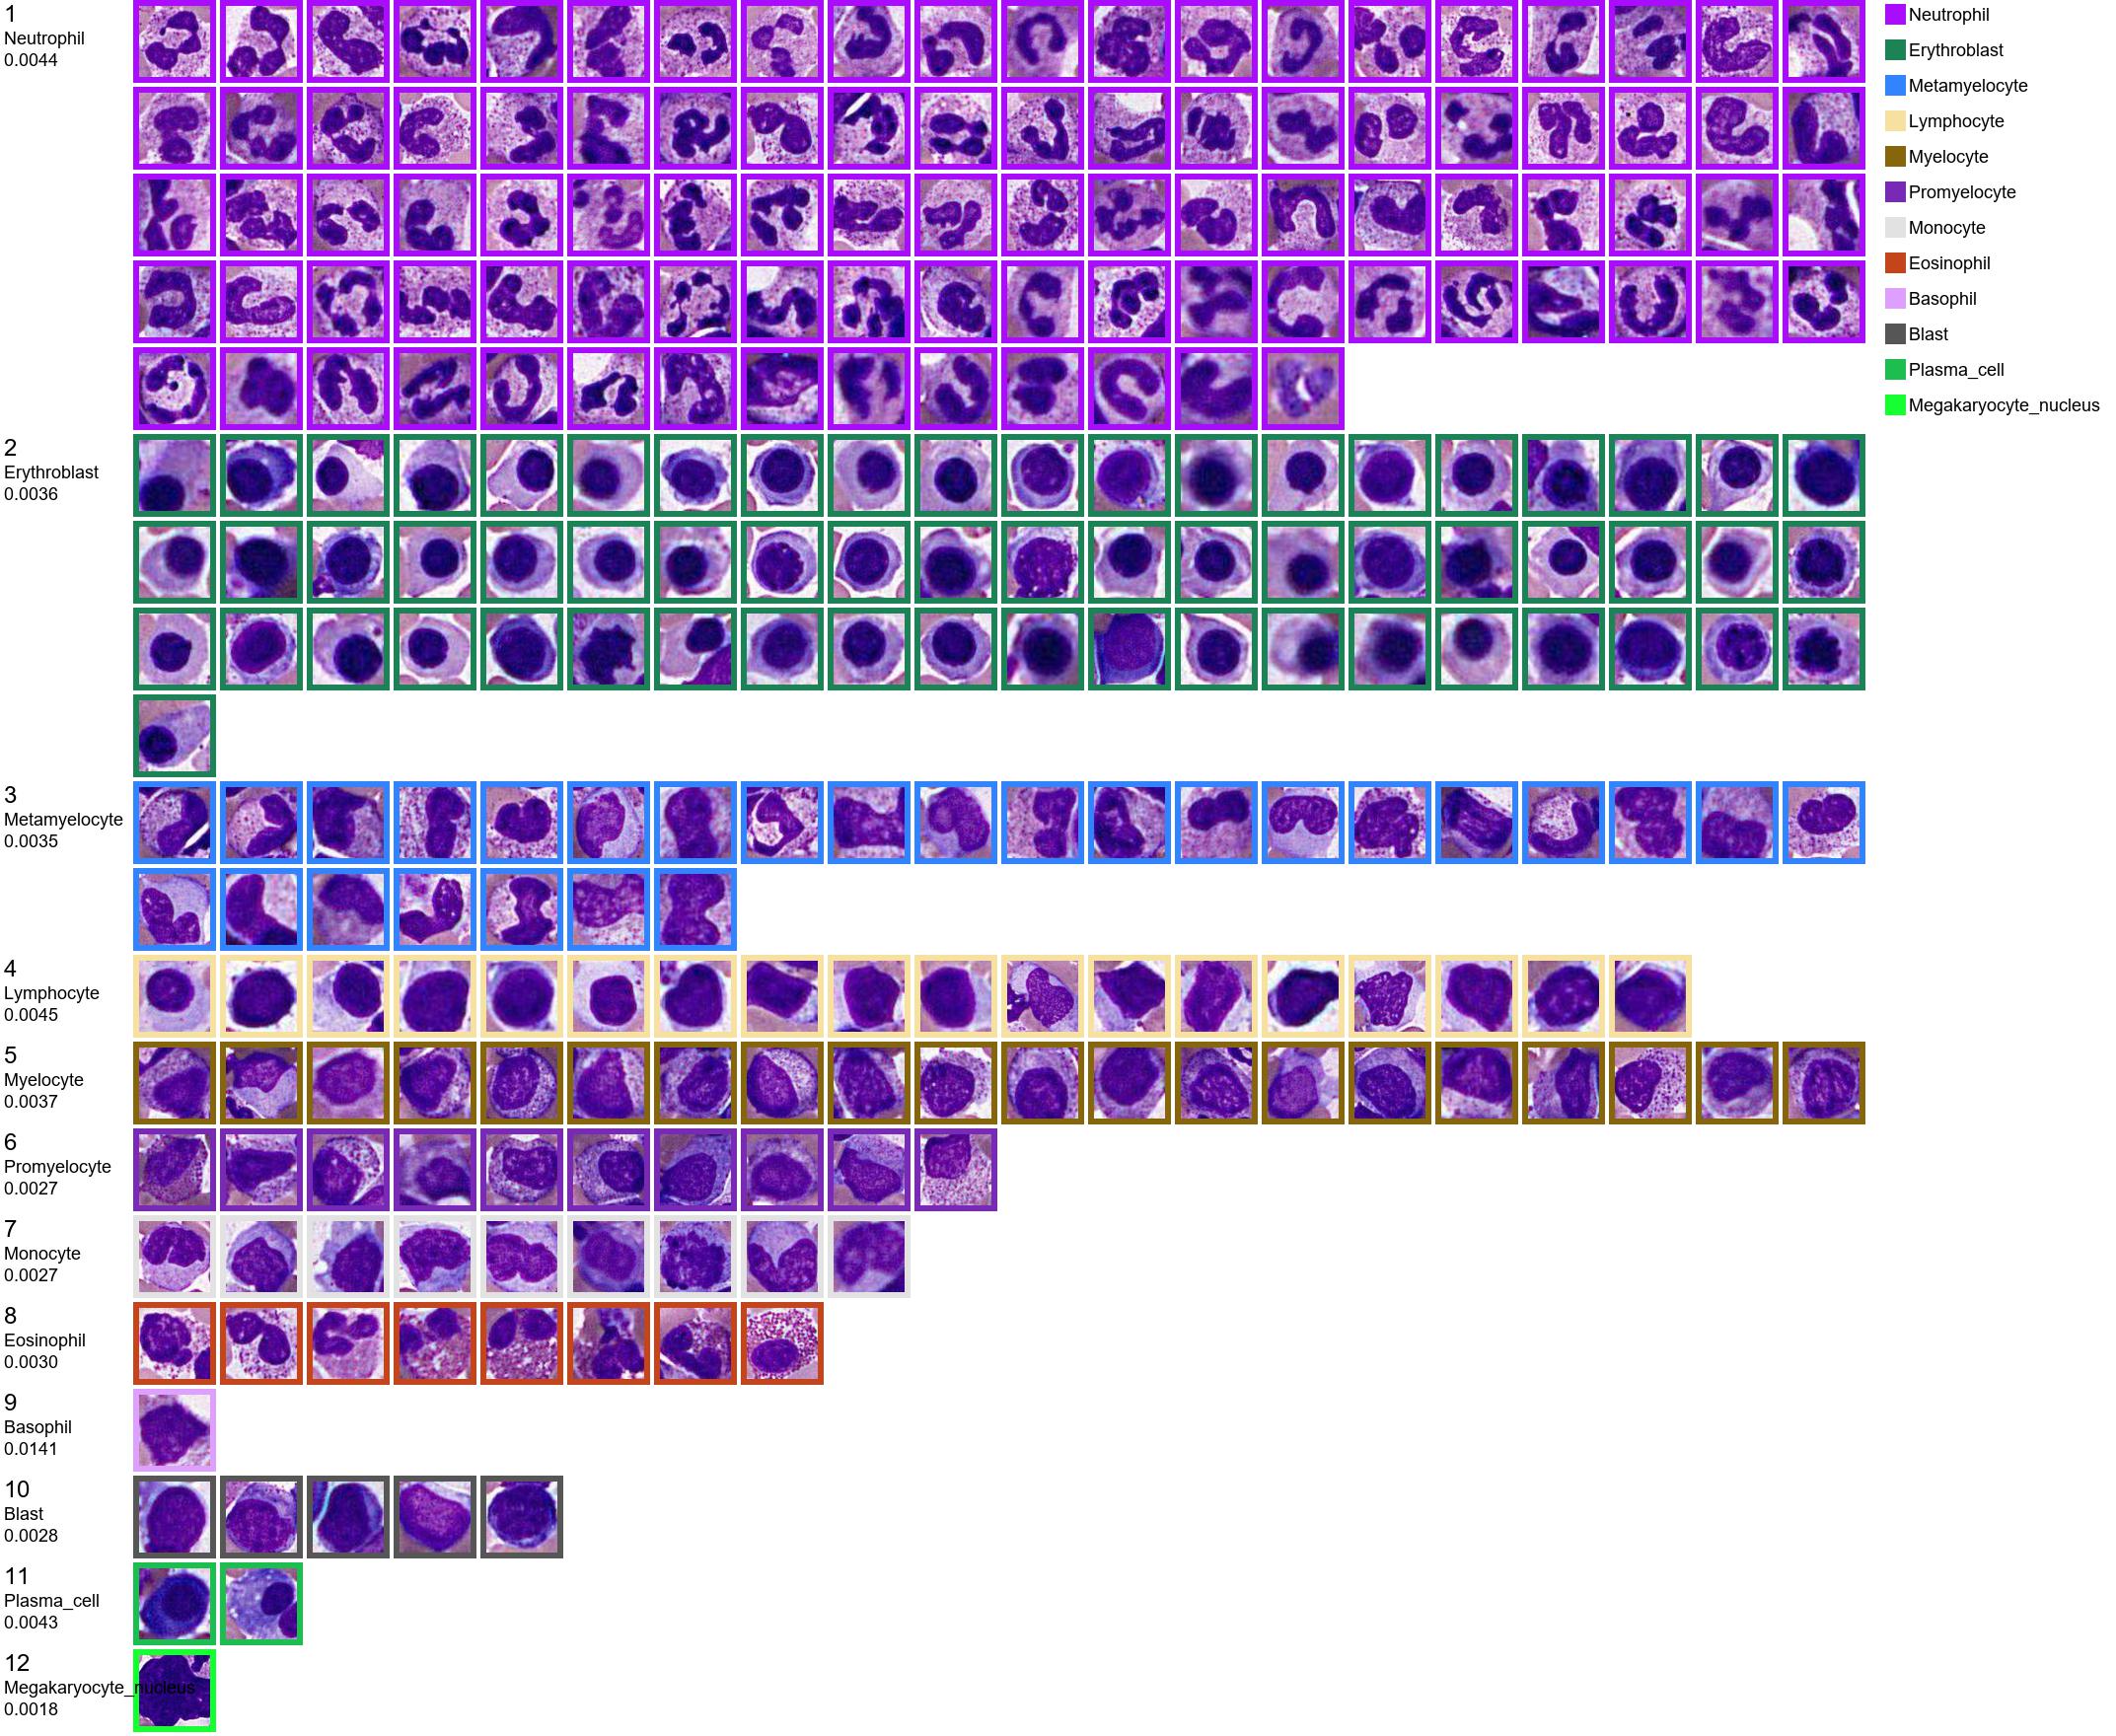 1
Neutrophil
0.0044
2
Erythroblast
0.0036
3
Metamyelocyte
0.0035
4
Lymphocyte
0.0045
5
Myelocyte
0.0037
6
Promyelocyte
0.0027
7
Monocyte
0.0027
8
Eosinophil
0.0030
9
Basophil
0.0141
10
Blast
0.0028
11
Plasma_cell
0.0043
12
Megakaryocyte_nucleus
0.0018
Neutrophil
Erythroblast
Metamyelocyte
Lymphocyte
Myelocyte
Promyelocyte
Monocyte
Eosinophil
Basophil
Blast
Plasma_cell
Megakaryocyte_nucleus